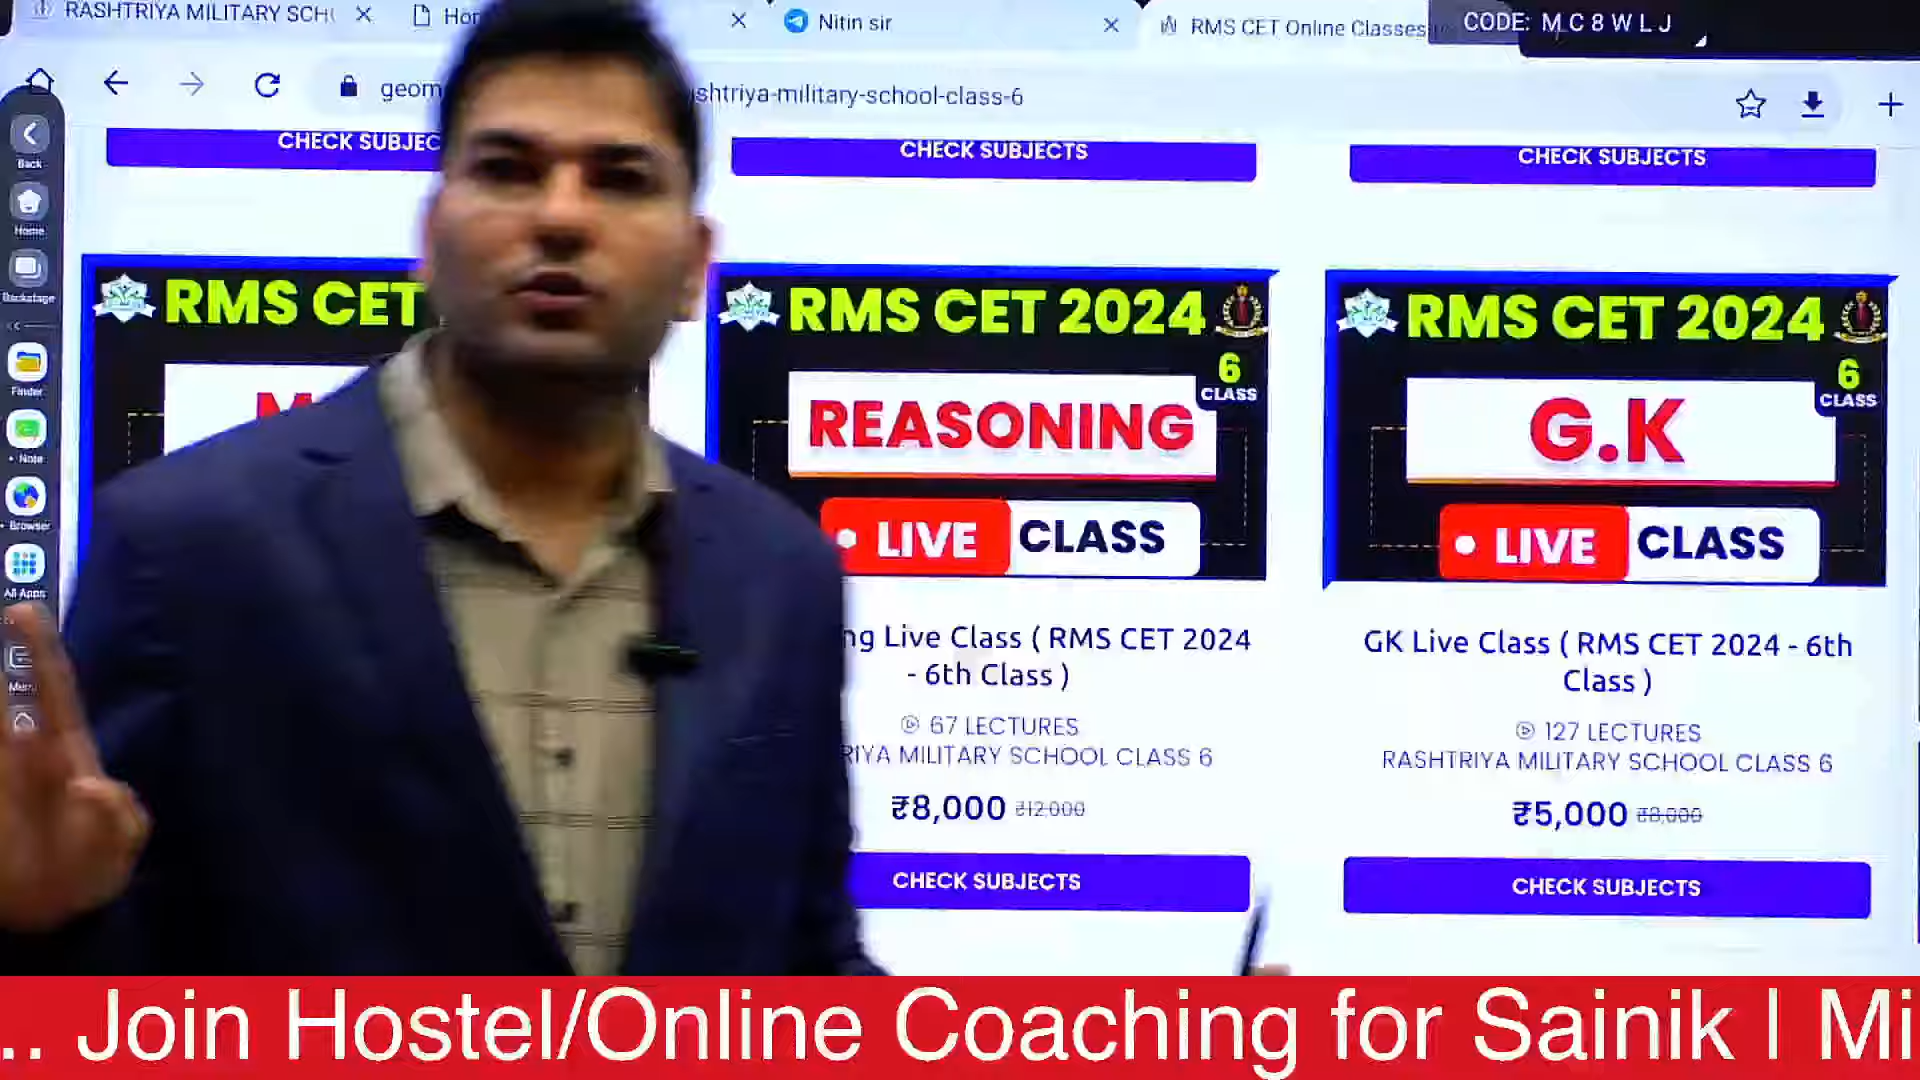 RASHTRIYA MILITARY SCH
Nitin sir
RMS CET Online Classes
CODE: M C 8 W L J
geom
shtriya-military-school-class-6
Back
Home
Backstage
Finder
Note
Browser
All Apps
CHECK SUBJEC
CHECK SUBJECTS
CHECK SUBJECTS
RMS CET
RMS CET 2024
6
CLASS
REASONING
LIVE CLASS
ng Live Class ( RMS CET 2024
- 6th Class )
67 LECTURES
RIYA MILITARY SCHOOL CLASS 6
₹8,000 ₹12,000
CHECK SUBJECTS
RMS CET 2024
6
CLASS
G.K
LIVE CLASS
GK Live Class ( RMS CET 2024 - 6th
Class )
127 LECTURES
RASHTRIYA MILITARY SCHOOL CLASS 6
₹5,000 ₹8,000
CHECK SUBJECTS
.. Join Hostel/Online Coaching for Sainik | Mi